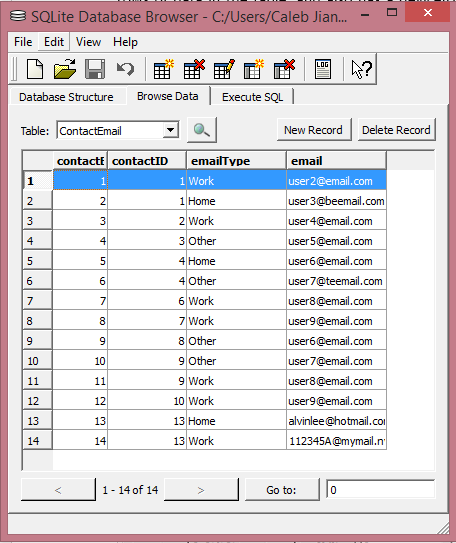 SQLite Database Browser - C:/Users/Caleb Jian...
File Edit View Help
LOG
Database Structure Browse Data Execute SQL
Table: ContactEmail New Record Delete Record
contactE contactID emailType email
1 1 1 Work user2@email.com
2 2 1 Home user3@beemail.com
3 3 2 Work user4@email.com
4 4 3 Other user5@email.com
5 5 4 Home user6@email.com
6 6 4 Other user7@teemail.com
7 7 6 Work user8@email.com
8 8 7 Work user9@email.com
9 9 8 Other user6@email.com
10 10 9 Other user7@email.com
11 11 9 Work user8@email.com
12 12 10 Work user9@email.com
13 13 13 Home alvinlee@hotmail.co
14 14 13 Work 112345A@mymail.n
< 1 - 14 of 14 > Go to: 0